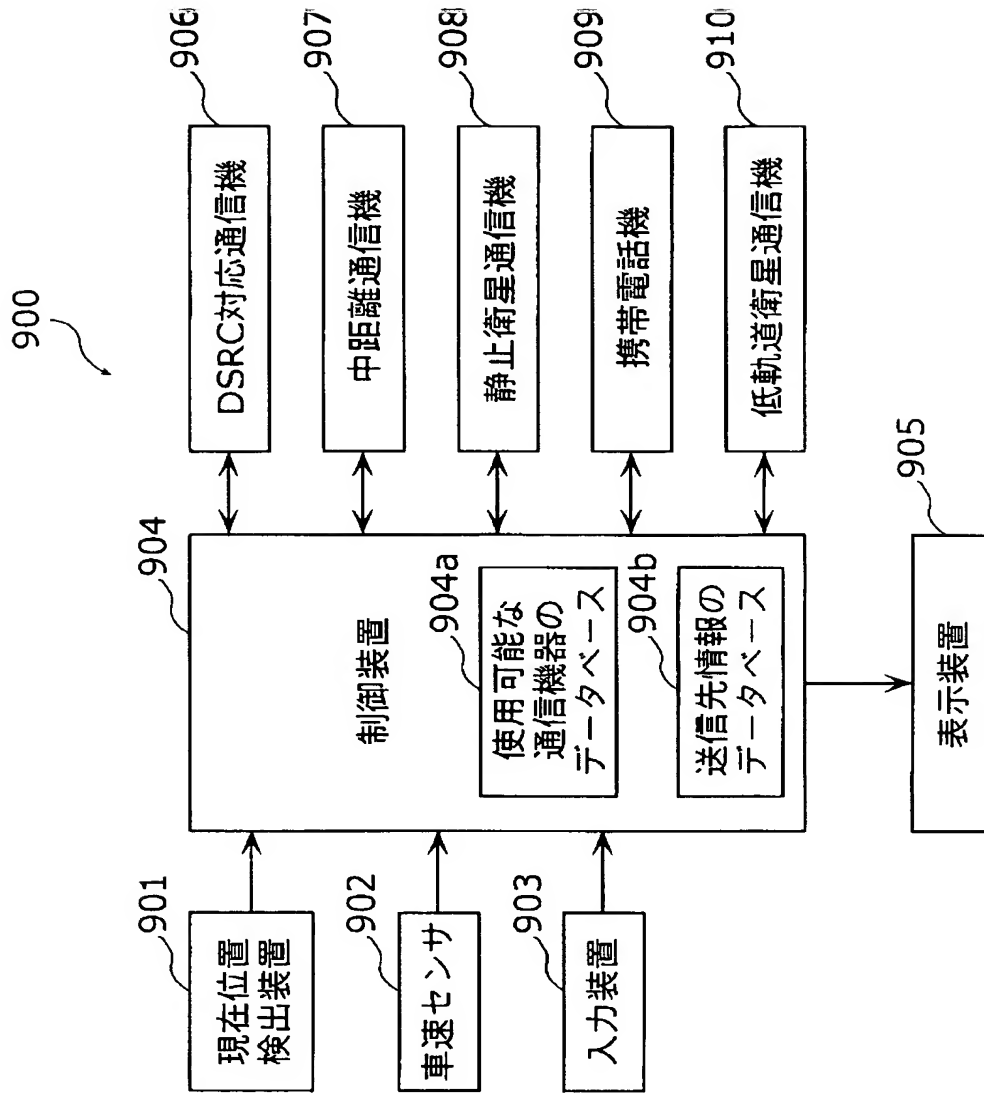 900
901
現在位置
検出装置
902
車速センサ
903
入力装置
904
制御装置
904a
使用可能な
通信機器の
データベース
904b
送信先情報の
データベース
905
表示装置
906
DSRC対応通信機
907
中距離通信機
908
静止衛星通信機
909
携帯電話機
910
低軌道衛星通信機